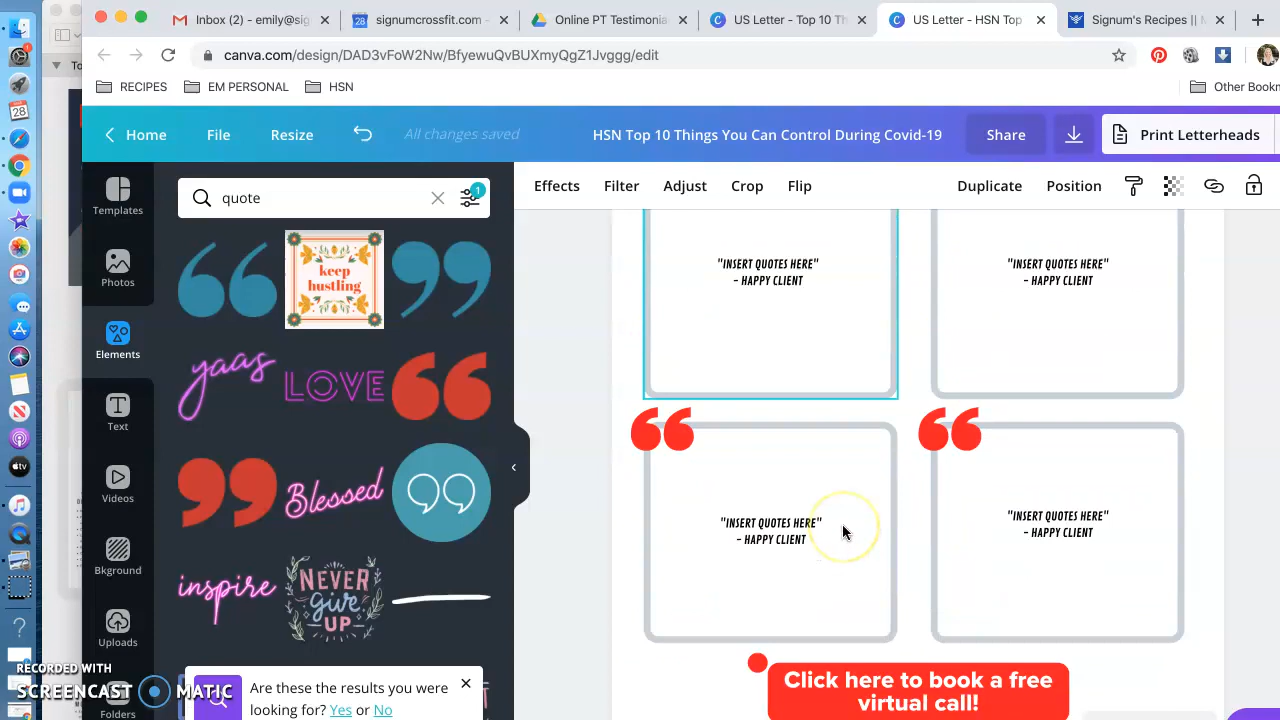 Inbox (2) - emily@sig
signumcrossfit.com -
Online PT Testimonia
US Letter - Top 10 Th
US Letter - HSN Top
Signum's Recipes || M
canva.com/design/DAD3vFoW2Nw/BfyewuQvBUXmyQgZ1Jvggg/edit
RECIPES
EM PERSONAL
HSN
Other Bookm
Home
File
Resize
All changes saved
HSN Top 10 Things You Can Control During Covid-19
Share
Print Letterheads
Templates
Photos
Elements
Text
Videos
Bkground
Uploads
Folders
quote
1
Effects
Filter
Adjust
Crop
Flip
Duplicate
Position
keep
hustling
yaas
LOVE
Blessed
inspire
NEVER
give
UP
"INSERT QUOTES HERE"
- HAPPY CLIENT
"INSERT QUOTES HERE"
- HAPPY CLIENT
"INSERT QUOTES HERE"
- HAPPY CLIENT
"INSERT QUOTES HERE"
- HAPPY CLIENT
Click here to book a free
virtual call!
Are these the results you were
looking for? Yes or No
RECORDED WITH
SCREENCAST MATIC